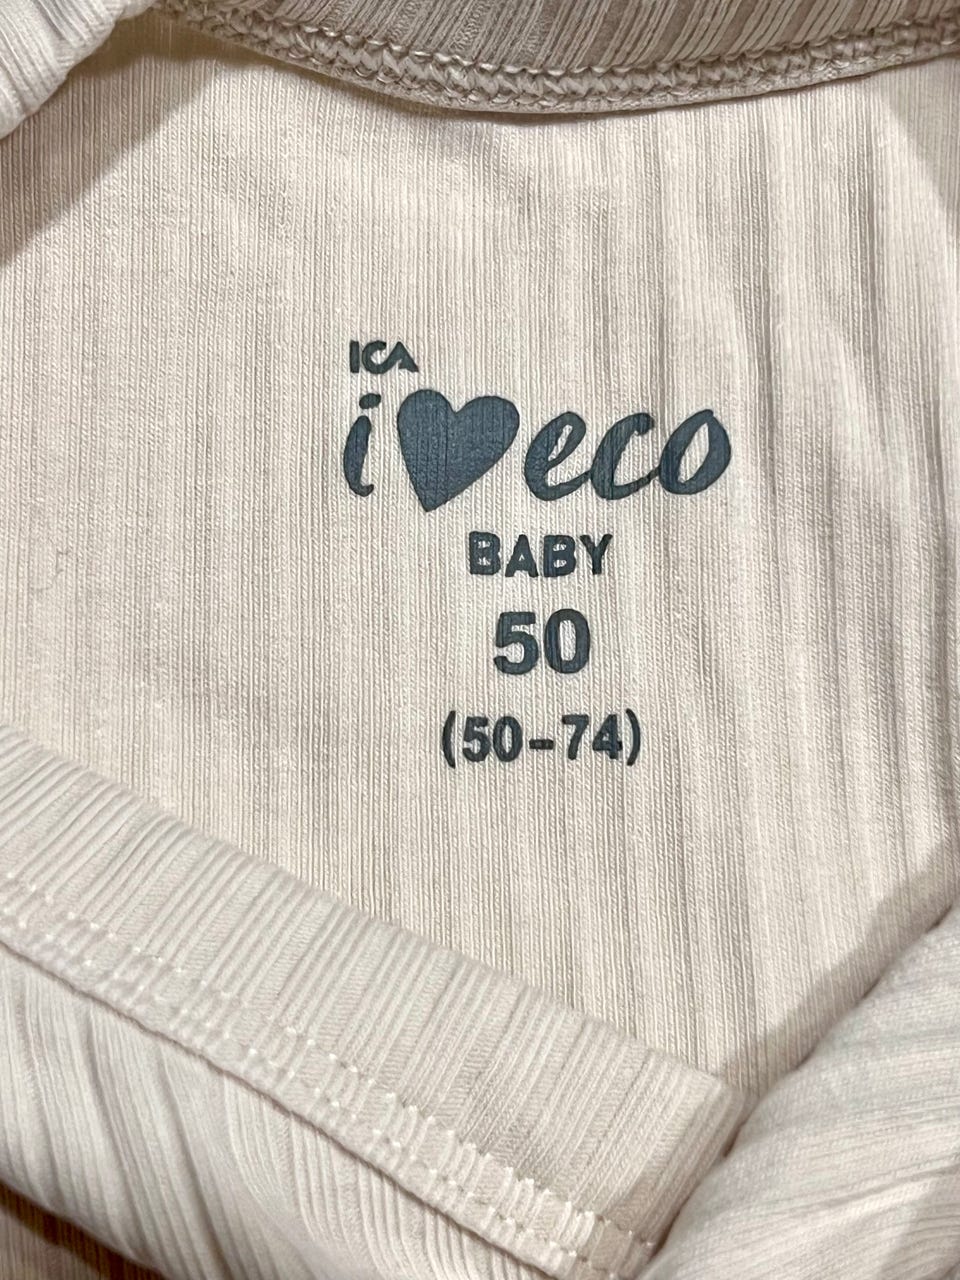 ICA
i♥eco
BABY
50
(50-74)